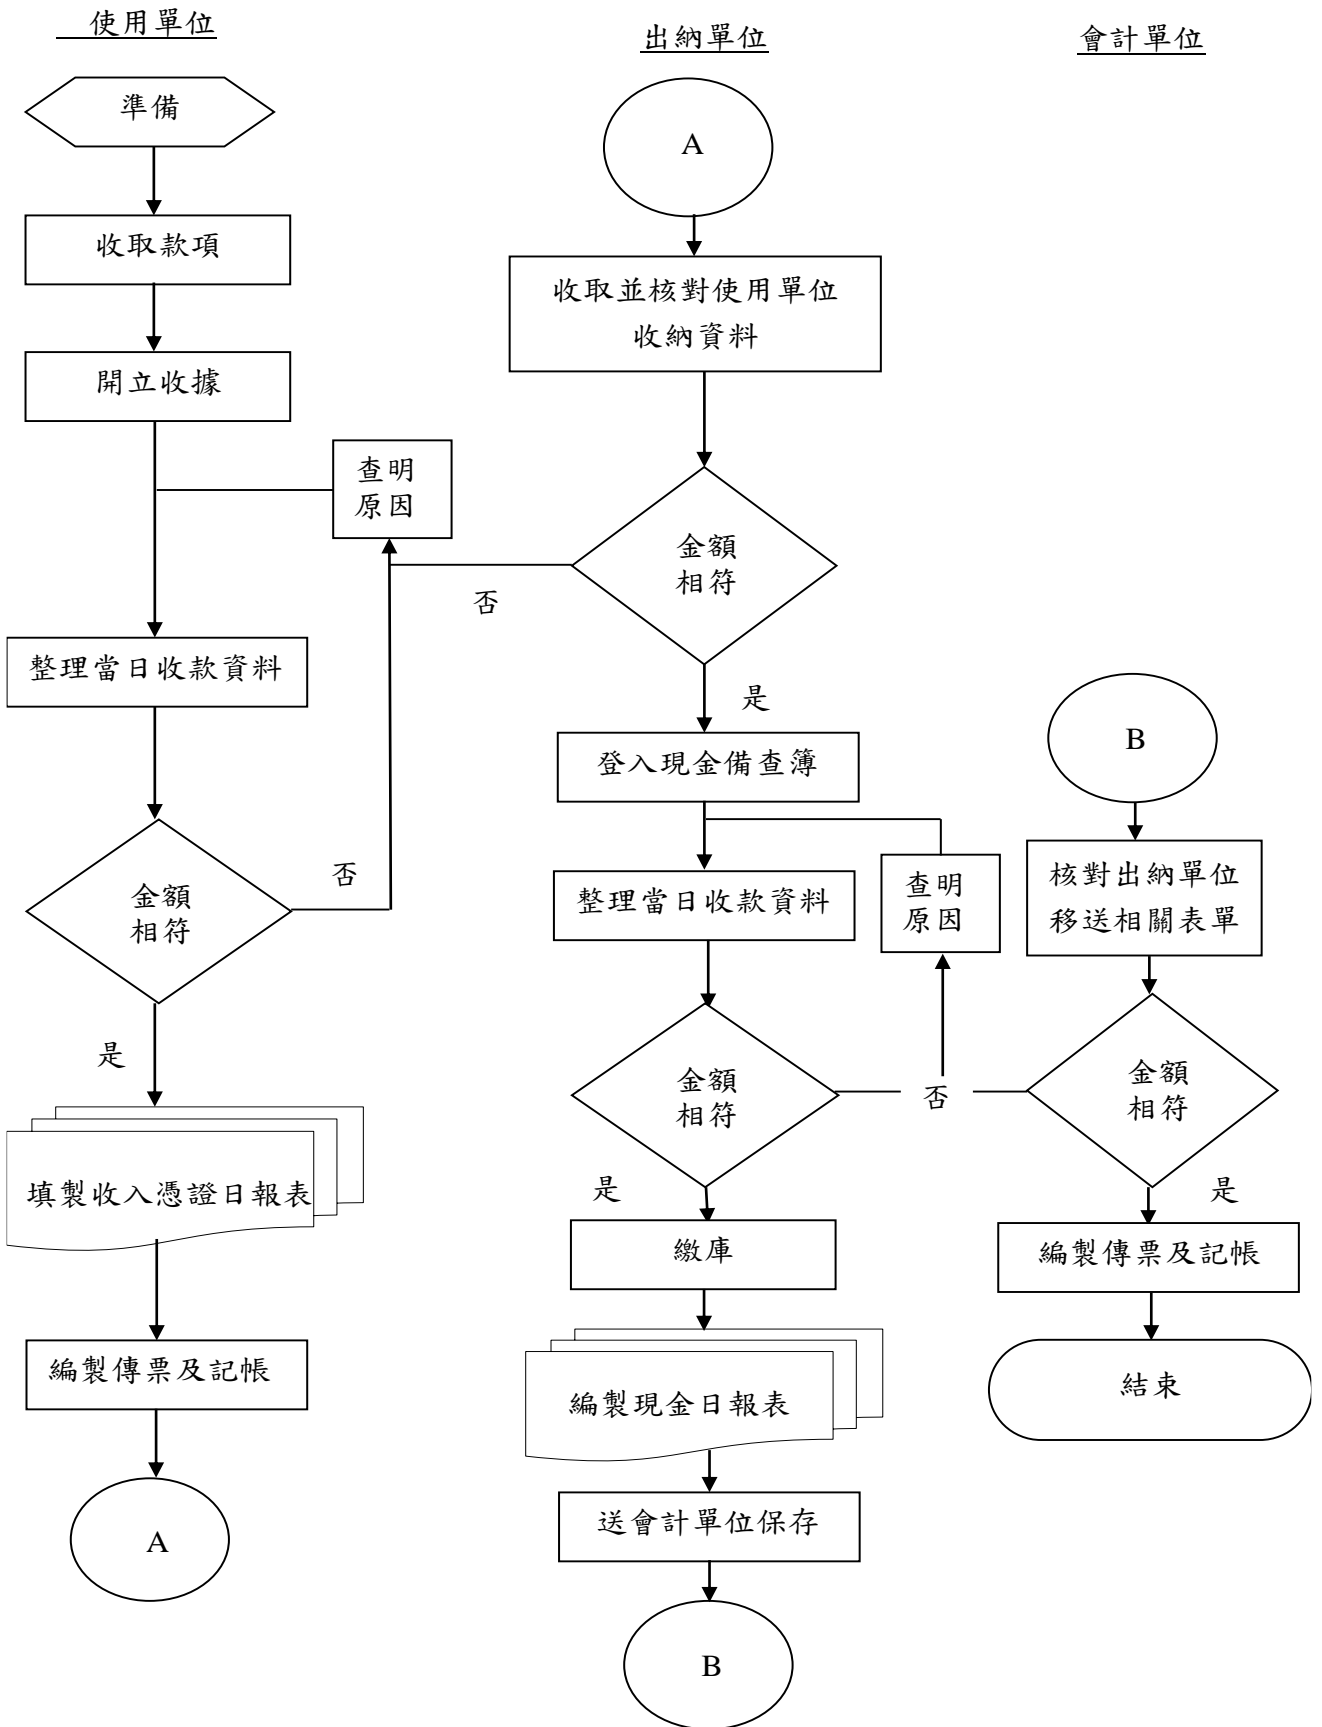 使用單位
準備
收取款項
開立收據
查明
原因
整理當日收款資料
金額
相符
否
是
填製收入憑證日報表
編製傳票及記帳
A
出納單位
A
收取並核對使用單位
收納資料
金額
相符
否
是
登入現金備查簿
整理當日收款資料
查明
原因
金額
相符
否
是
繳庫
編製現金日報表
送會計單位保存
B
會計單位
B
核對出納單位
移送相關表單
金額
相符
是
編製傳票及記帳
結束